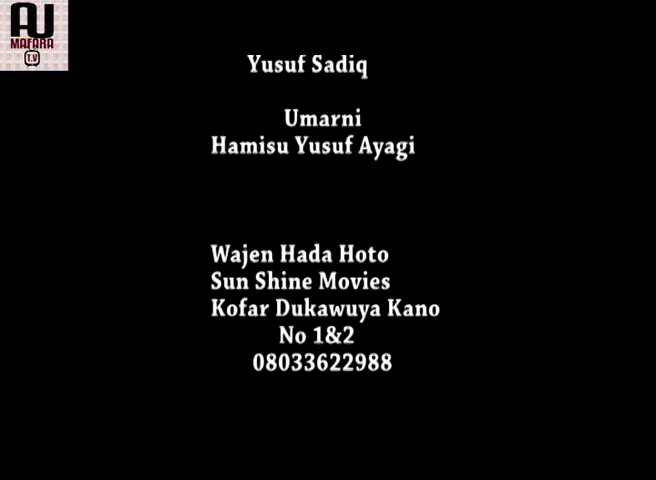 AJ
MAFARA
T.V
Yusuf Sadiq
Umarni
Hamisu Yusuf Ayagi
Wajen Hada Hoto
Sun Shine Movies
Kofar Dukawuya Kano
No 1&2
08033622988